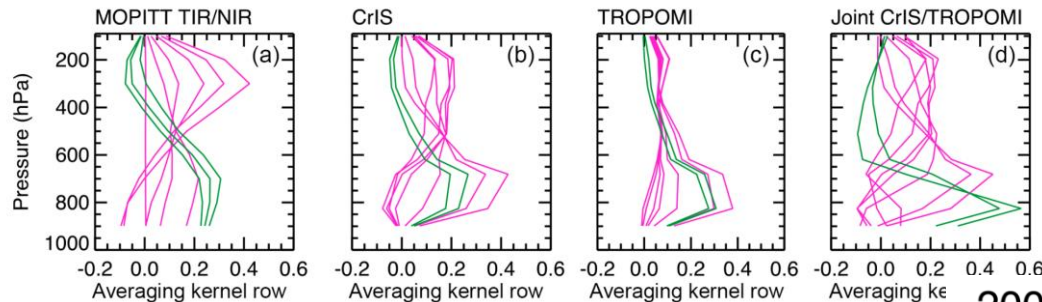 MOPITT TIR/NIR CrIS TROPOMI Joint CrIS/TROPOMI
(a) (b) (c) (d)
Pressure (hPa)
200
400
600
800
1000
-0.2 0.0 0.2 0.4 0.6 -0.2 0.0 0.2 0.4 0.6 -0.2 0.0 0.2 0.4 0.6 -0.2 0.0 0.2 0.4 0.6
Averaging kernel row Averaging kernel row Averaging kernel row Averaging